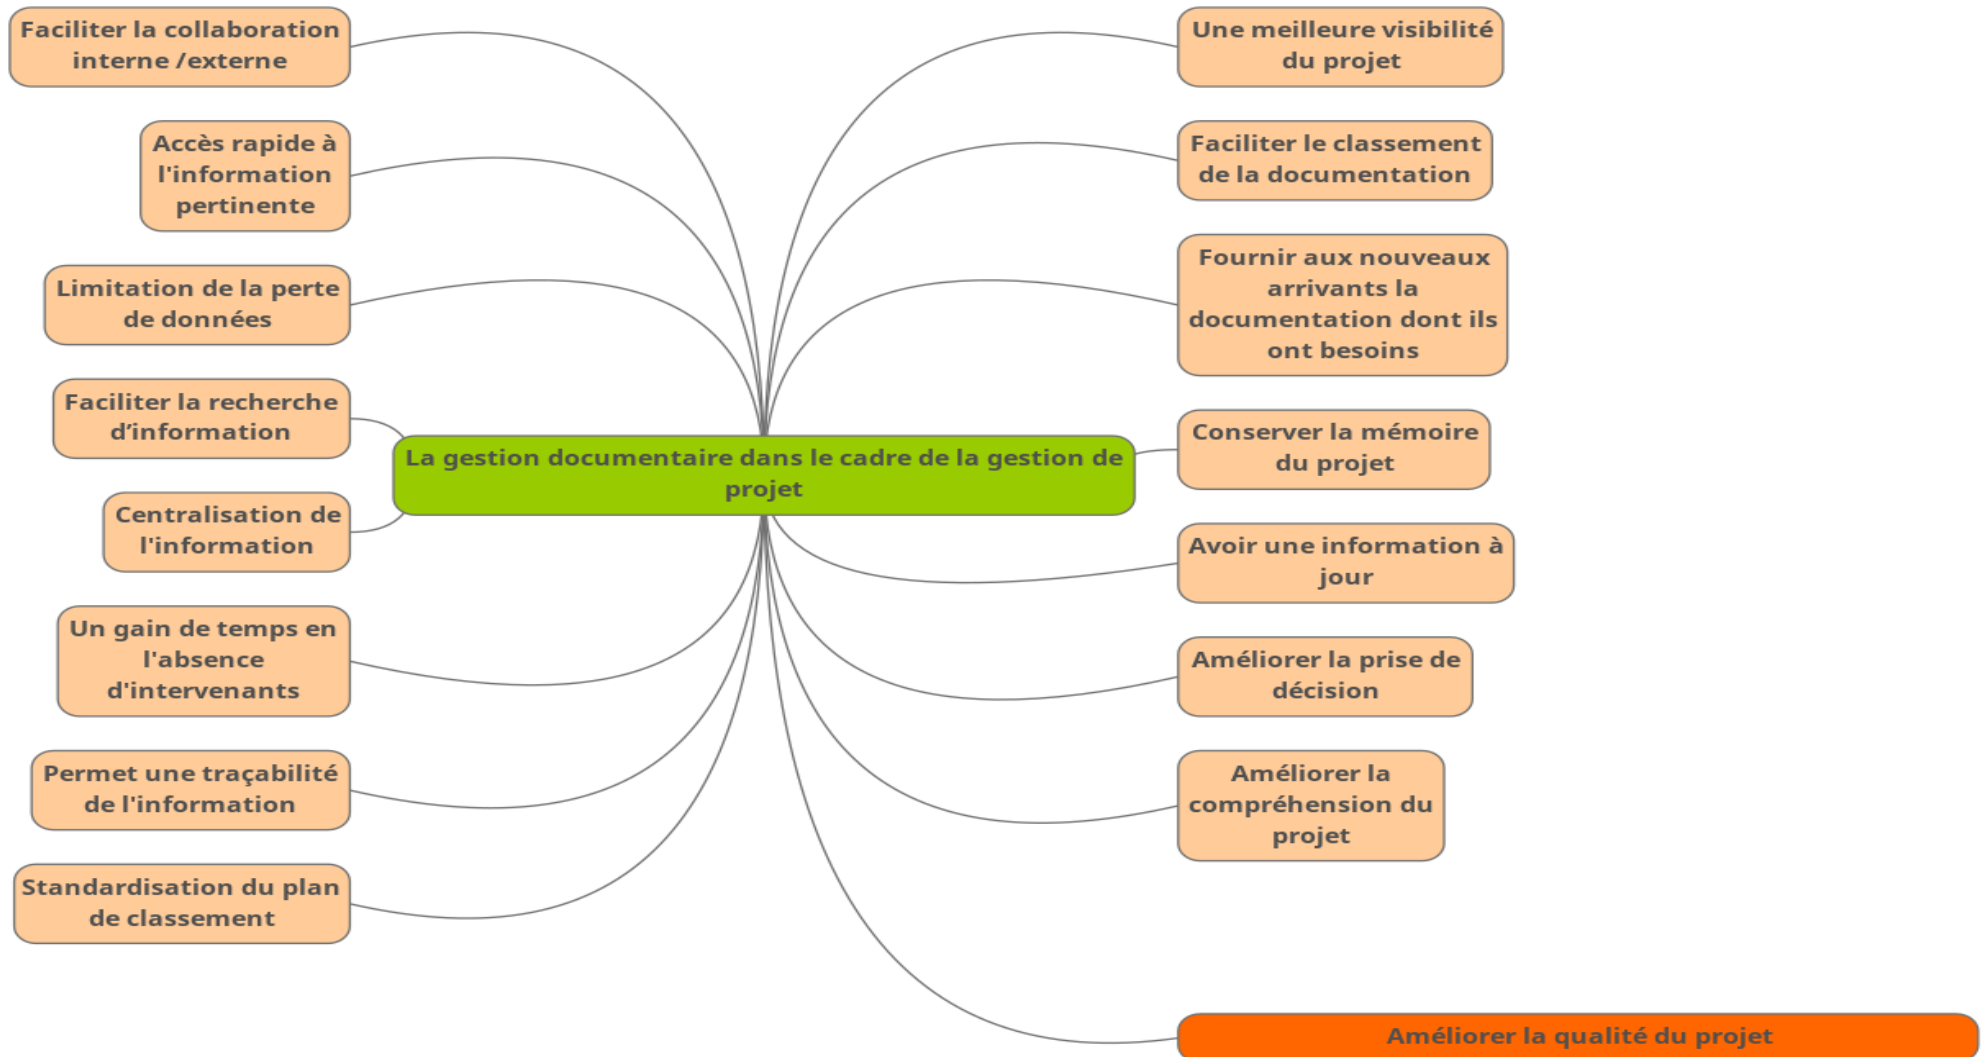 Faciliter la collaboration
interne /externe
Accès rapide à
l'information
pertinente
Limitation de la perte
de données
Faciliter la recherche
d’information
Centralisation de
l'information
Un gain de temps en
l'absence
d'intervenants
Permet une traçabilité
de l'information
Standardisation du plan
de classement
La gestion documentaire dans le cadre de la gestion de
projet
Une meilleure visibilité
du projet
Faciliter le classement
de la documentation
Fournir aux nouveaux
arrivants la
documentation dont ils
ont besoins
Conserver la mémoire
du projet
Avoir une information à
jour
Améliorer la prise de
décision
Améliorer la
compréhension du
projet
Améliorer la qualité du projet